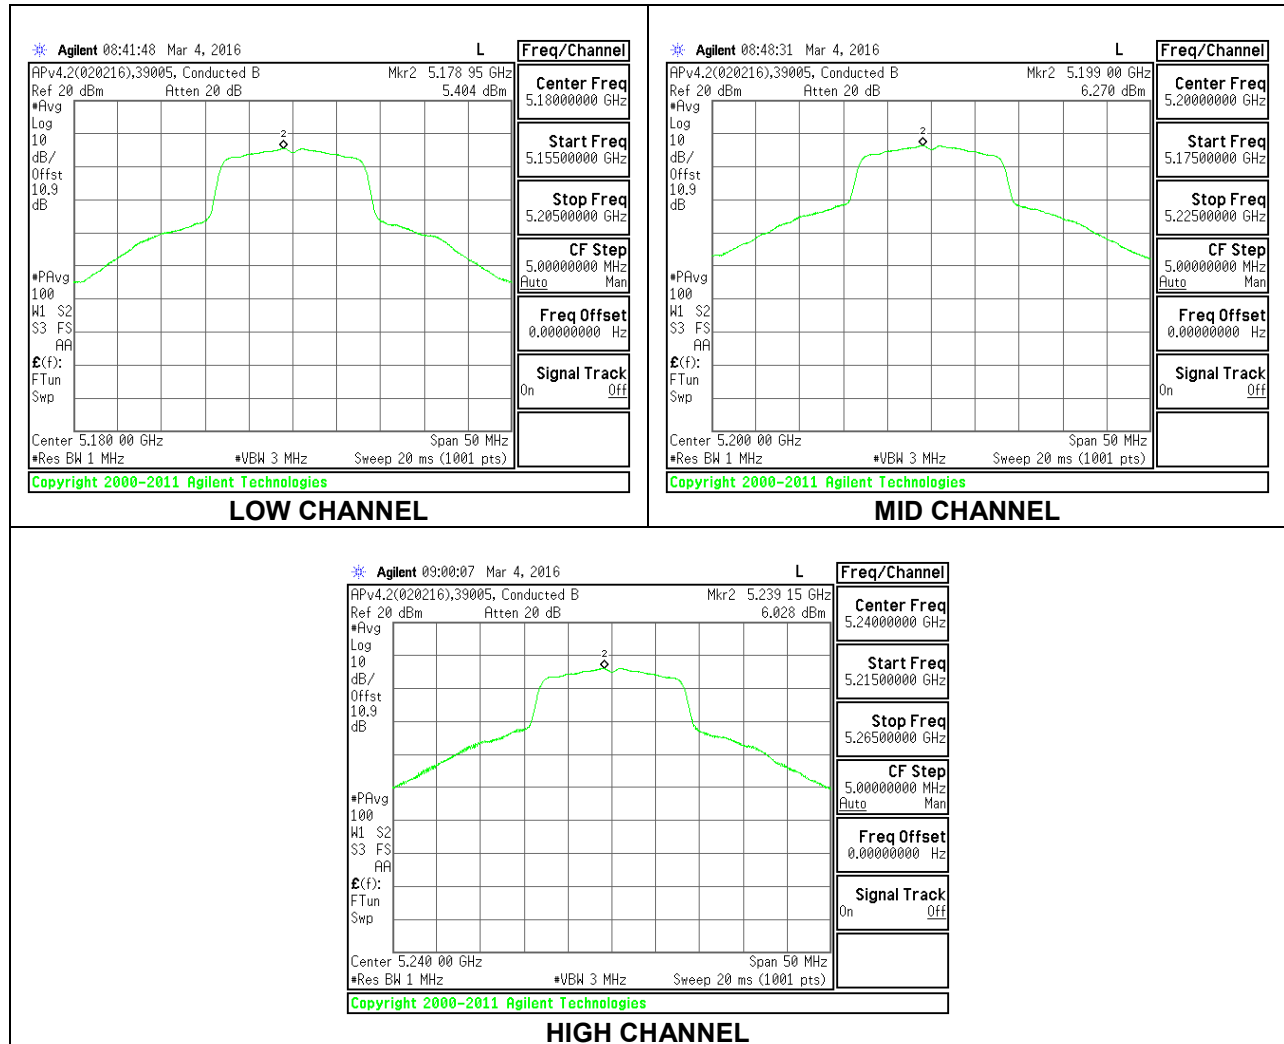 Agilent 08:41:48 Mar 4, 2016 L Freq/Channel
APv4.2(020216),39005, Conducted B Mkr2 5.178 95 GHz
Ref 20 dBm Atten 20 dB 5.404 dBm
#Avg
Log
10
dB/
Offst
10.9
dB
#PAvg
100
W1 S2
S3 FS
AA
£(f):
FTun
Swp
2
Center 5.180 00 GHz Span 50 MHz
#Res BW 1 MHz #VBW 3 MHz Sweep 20 ms (1001 pts)
Copyright 2000-2011 Agilent Technologies
Center Freq
5.18000000 GHz
Start Freq
5.15500000 GHz
Stop Freq
5.20500000 GHz
CF Step
5.00000000 MHz
Auto Man
Freq Offset
0.00000000 Hz
Signal Track
On Off
LOW CHANNEL
Agilent 08:48:31 Mar 4, 2016 L Freq/Channel
APv4.2(020216),39005, Conducted B Mkr2 5.199 00 GHz
Ref 20 dBm Atten 20 dB 6.270 dBm
#Avg
Log
10
dB/
Offst
10.9
dB
#PAvg
100
W1 S2
S3 FS
AA
£(f):
FTun
Swp
2
Center 5.200 00 GHz Span 50 MHz
#Res BW 1 MHz #VBW 3 MHz Sweep 20 ms (1001 pts)
Copyright 2000-2011 Agilent Technologies
Center Freq
5.20000000 GHz
Start Freq
5.17500000 GHz
Stop Freq
5.22500000 GHz
CF Step
5.00000000 MHz
Auto Man
Freq Offset
0.00000000 Hz
Signal Track
On Off
MID CHANNEL
Agilent 09:00:07 Mar 4, 2016 L Freq/Channel
APv4.2(020216),39005, Conducted B Mkr2 5.239 15 GHz
Ref 20 dBm Atten 20 dB 6.028 dBm
#Avg
Log
10
dB/
Offst
10.9
dB
#PAvg
100
W1 S2
S3 FS
AA
£(f):
FTun
Swp
2
Center 5.240 00 GHz Span 50 MHz
#Res BW 1 MHz #VBW 3 MHz Sweep 20 ms (1001 pts)
Copyright 2000-2011 Agilent Technologies
Center Freq
5.24000000 GHz
Start Freq
5.21500000 GHz
Stop Freq
5.26500000 GHz
CF Step
5.00000000 MHz
Auto Man
Freq Offset
0.00000000 Hz
Signal Track
On Off
HIGH CHANNEL